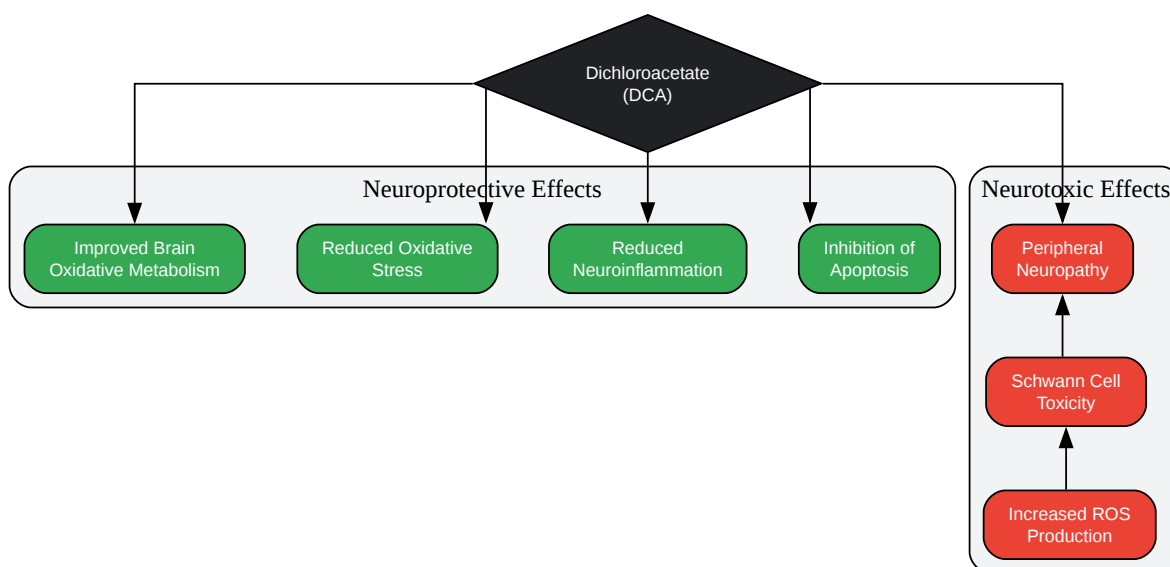 Dichloroacetate
(DCA)
Neuroprotective Effects
Neurotoxic Effects
Improved Brain
Oxidative Metabolism
Reduced Oxidative
Stress
Reduced
Neuroinflammation
Inhibition of
Apoptosis
Peripheral
Neuropathy
Schwann Cell
Toxicity
Increased ROS
Production